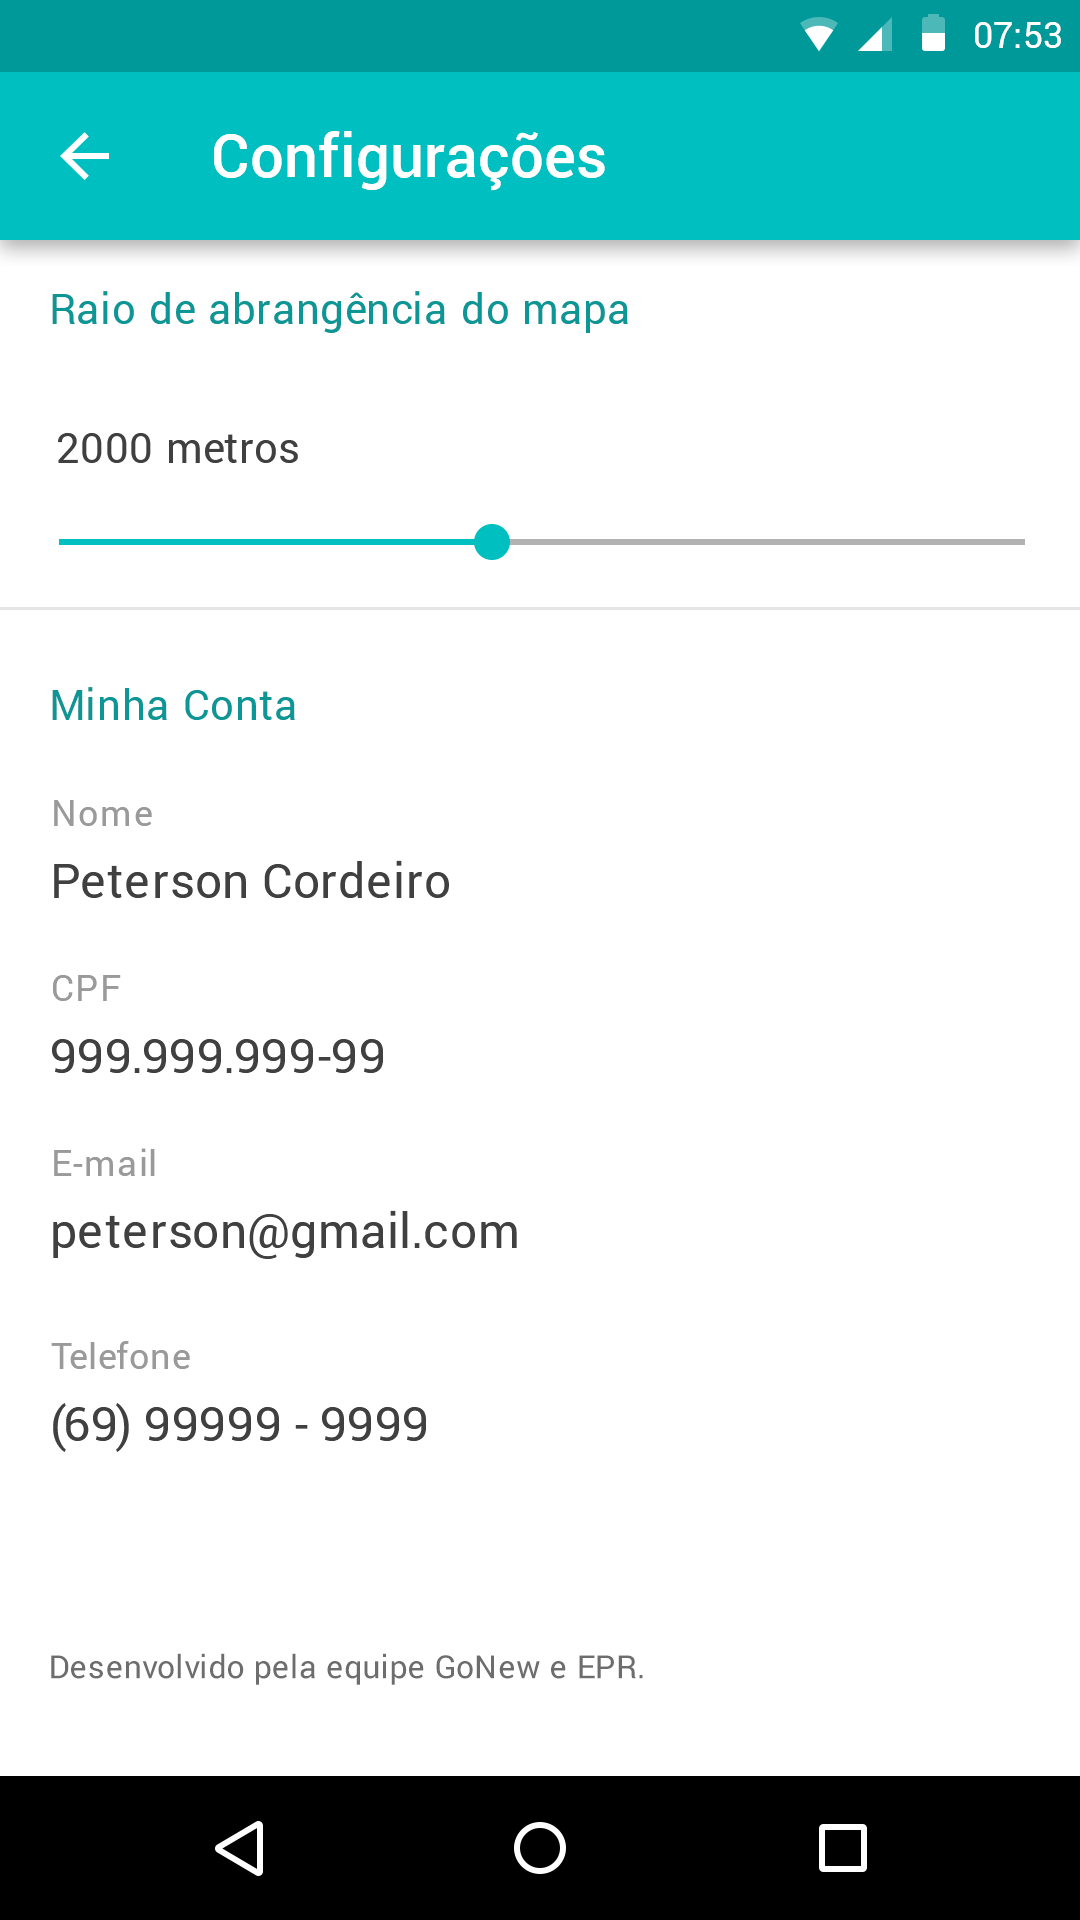 07:53
Configurações
Raio de abrangência do mapa
2000 metros
Minha Conta
Nome
Peterson Cordeiro
CPF
999.999.999-99
E-mail
peterson@gmail.com
Telefone
(69) 99999 - 9999
Desenvolvido pela equipe GoNew e EPR.